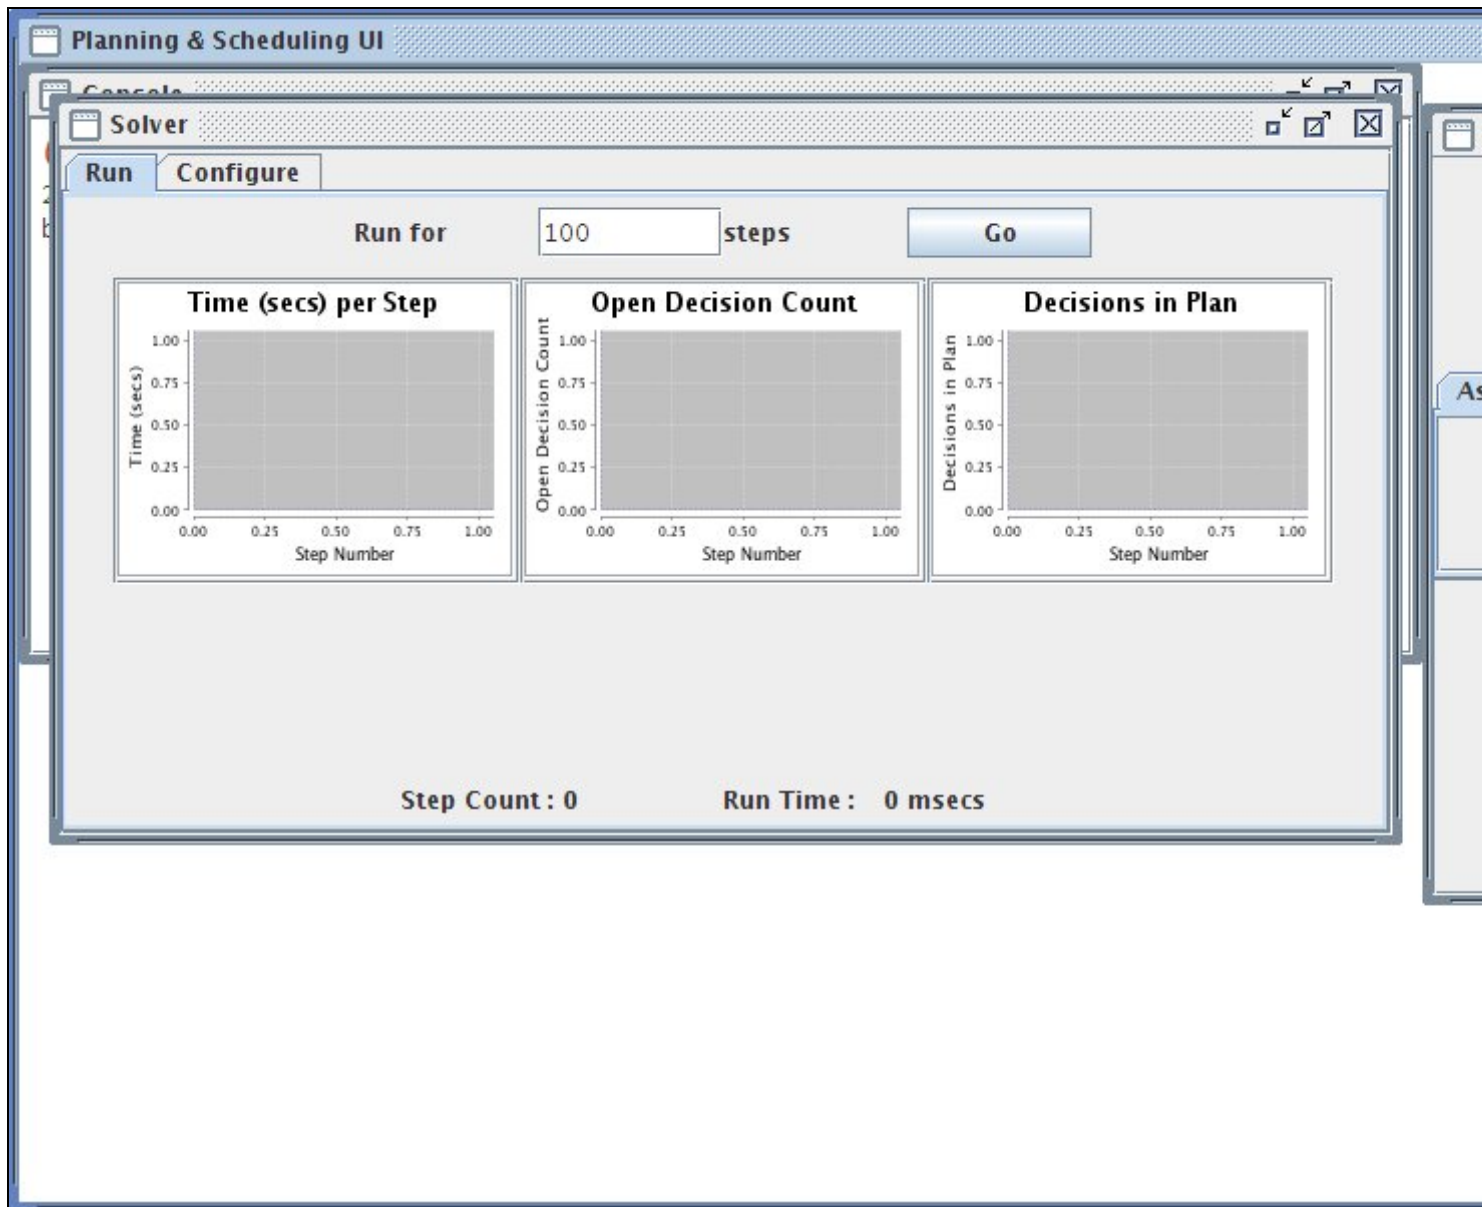 Planning & Scheduling UI
Console
Solver
Run Configure
Run for 100 steps Go
Time (secs) per Step
Time (secs)
1.00
0.75
0.50
0.25
0.00
0.00 0.25 0.50 0.75 1.00
Step Number
Open Decision Count
Open Decision Count
1.00
0.75
0.50
0.25
0.00
0.00 0.25 0.50 0.75 1.00
Step Number
Decisions in Plan
Decisions in Plan
1.00
0.75
0.50
0.25
0.00
0.00 0.25 0.50 0.75 1.00
Step Number
Step Count : 0 Run Time : 0 msecs
As